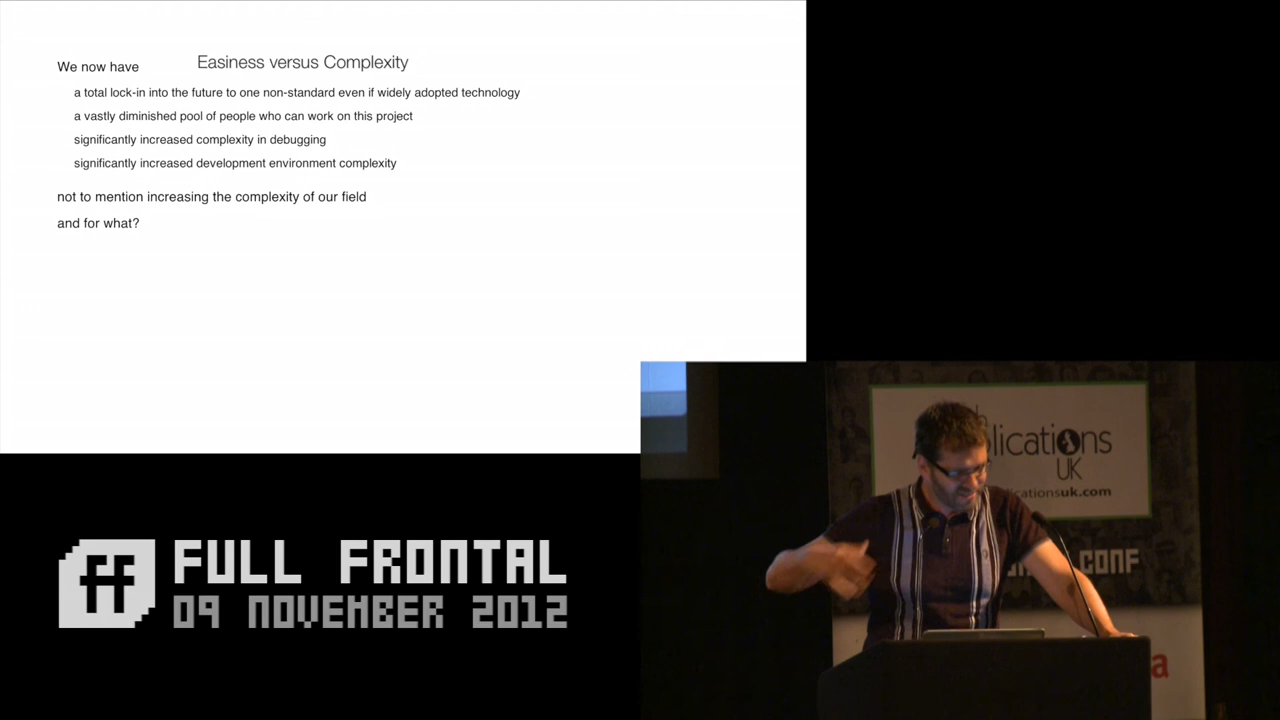 Easiness versus Complexity
We now have
a total lock-in into the future to one non-standard even if widely adopted technology
a vastly diminished pool of people who can work on this project
significantly increased complexity in debugging
significantly increased development environment complexity
not to mention increasing the complexity of our field
and for what?
ff FULL FRONTAL
09 NOVEMBER 2012
UK
uk.com
CONF
a